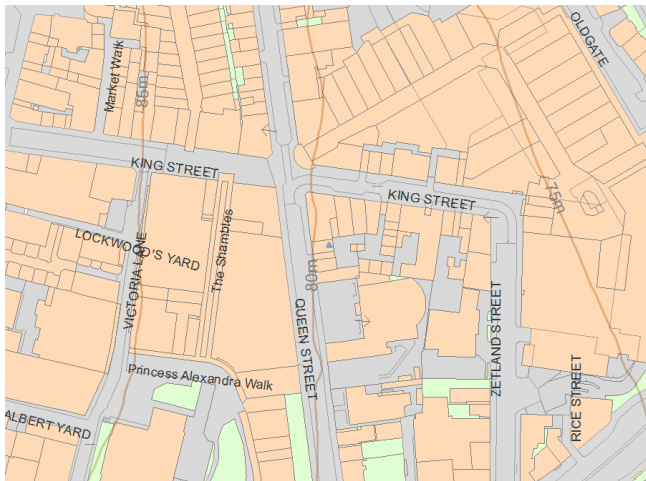 OLDGATE
Market Walk
85m
KING STREET
KING STREET
75m
LOCKWOOD'S YARD
The Shambles
VICTORIA LANE
80m
QUEEN STREET
ZETLAND STREET
Princess Alexandra Walk
RICE STREET
ALBERT YARD